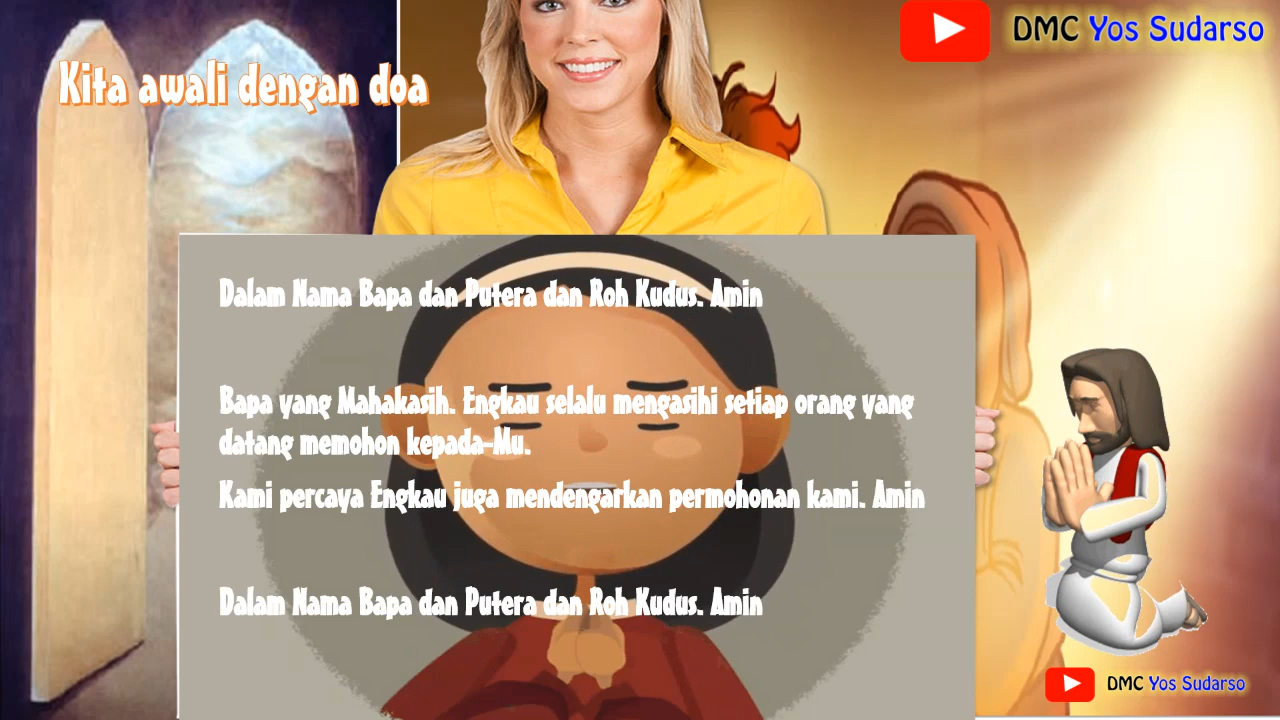 DMC Yos Sudarso
Kita awali dengan doa
Dalam Nama Bapa dan Putera dan Roh Kudus. Amin
Bapa yang Mahakasih. Engkau selalu mengasihi setiap orang yang
datang memohon kepada-Mu.
Kami percaya Engkau juga mendengarkan permohonan kami. Amin
Dalam Nama Bapa dan Putera dan Roh Kudus. Amin
DMC Yos Sudarso